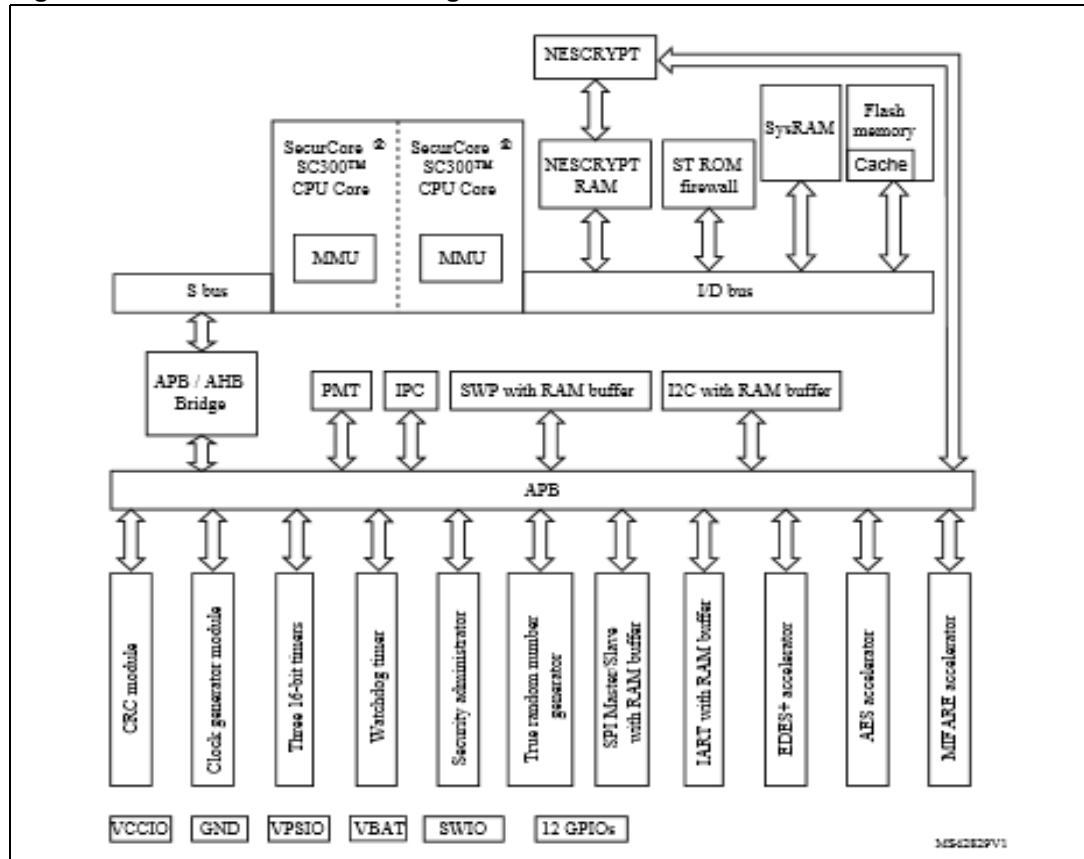 NESCRYPT
SecurCore ®
SC300™
CPU Core
MMU
SecurCore ®
SC300™
CPU Core
MMU
NESCRYPT
RAM
ST ROM
firewall
SysRAM
Flash
memory
Cache
S bus
I/D bus
APB / AHB
Bridge
PMT
IPC
SWP with RAM buffer
I2C with RAM buffer
APB
CRC module
Clock generator module
Three 16-bit timers
Watchdog timer
Security administrator
True random number
generator
SPI Master/Slave
with RAM buffer
IART with RAM buffer
EDES+ accelerator
AES accelerator
MIFARE accelerator
VCCIO
GND
VPSIO
VBAT
SWIO
12 GPIOs
MS42829V1